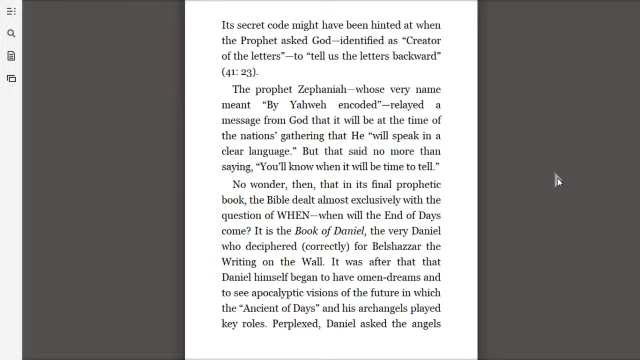 Its secret code might have been hinted at when
the Prophet asked God—identified as “Creator
of the letters”—to “tell us the letters backward”
(41: 23).
The prophet Zephaniah—whose very name
meant “By Yahweh encoded”—relayed a
message from God that it will be at the time of
the nations’ gathering that He “will speak in a
clear language.” But that said no more than
saying, “You’ll know when it will be time to tell.”
No wonder, then, that in its final prophetic
book, the Bible dealt almost exclusively with the
question of WHEN—when will the End of Days
come? It is the Book of Daniel, the very Daniel
who deciphered (correctly) for Belshazzar the
Writing on the Wall. It was after that that
Daniel himself began to have omen-dreams and
to see apocalyptic visions of the future in which
the “Ancient of Days” and his archangels played
key roles. Perplexed, Daniel asked the angels